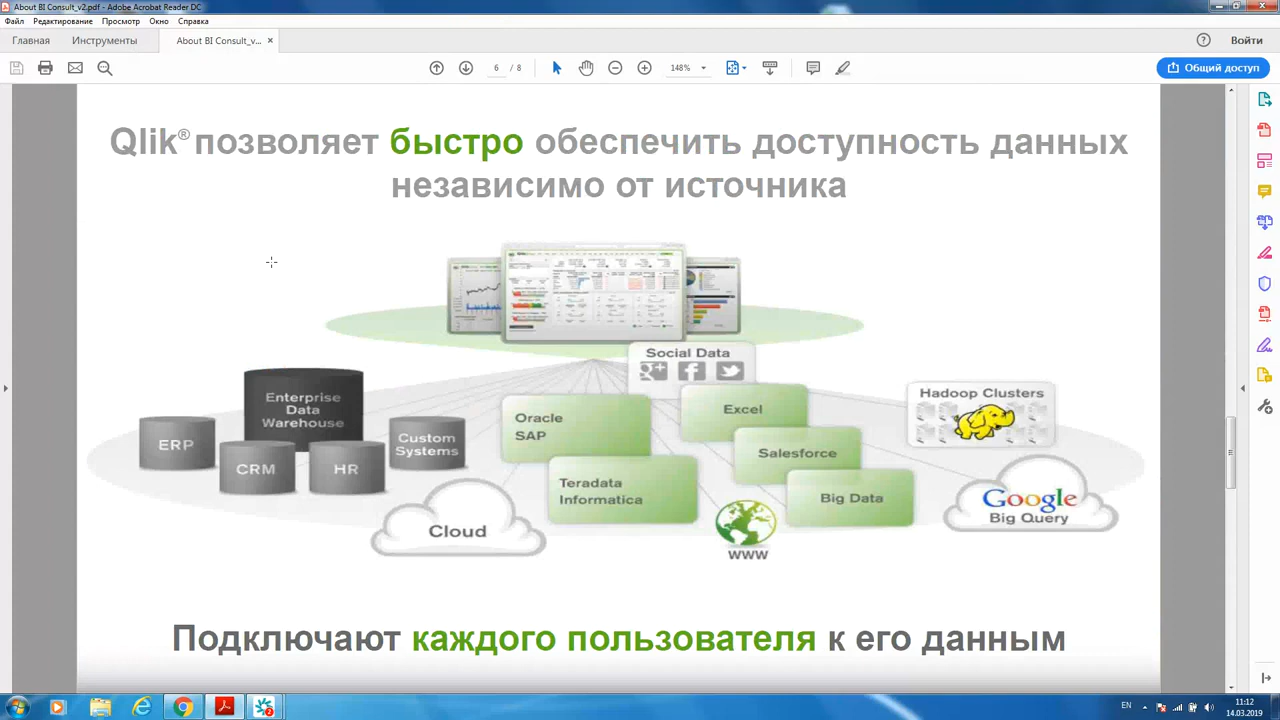 About BI Consult_v2.pdf - Adobe Acrobat Reader DC
Файл Редактирование Просмотр Окно Справка
Главная Инструменты About BI Consult_v... × Войти
6 / 8 148% Общий доступ
Qlik® позволяет быстро обеспечить доступность данных
независимо от источника
Social Data
Enterprise
Data
Warehouse
ERP
CRM
HR
Custom
Systems
Cloud
Oracle
SAP
Teradata
Informatica
Excel
Salesforce
Big Data
www
Hadoop Clusters
Google
Big Query
Подключают каждого пользователя к его данным
EN
11:12
14.03.2019